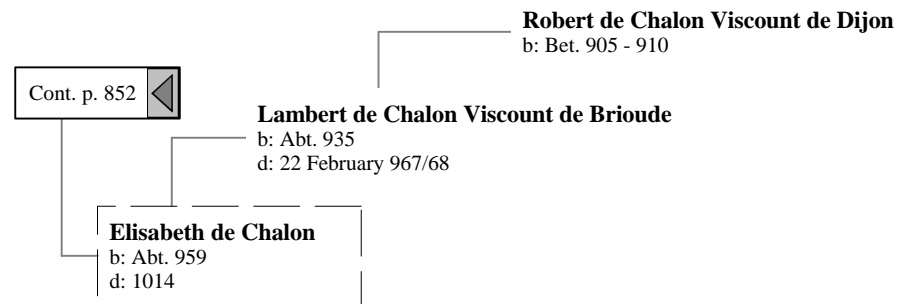 Robert de Chalon Viscount de Dijon
b: Bet. 905 - 910
Cont. p. 852
Lambert de Chalon Viscount de Brioude
b: Abt. 935
d: 22 February 967/68
Elisabeth de Chalon
b: Abt. 959
d: 1014